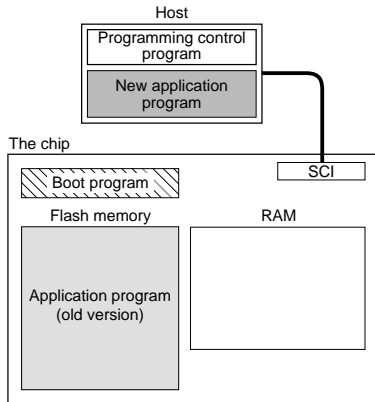 Host
Programming control
program
New application
program
The chip
SCI
Boot program
Flash memory
RAM
Application program
(old version)